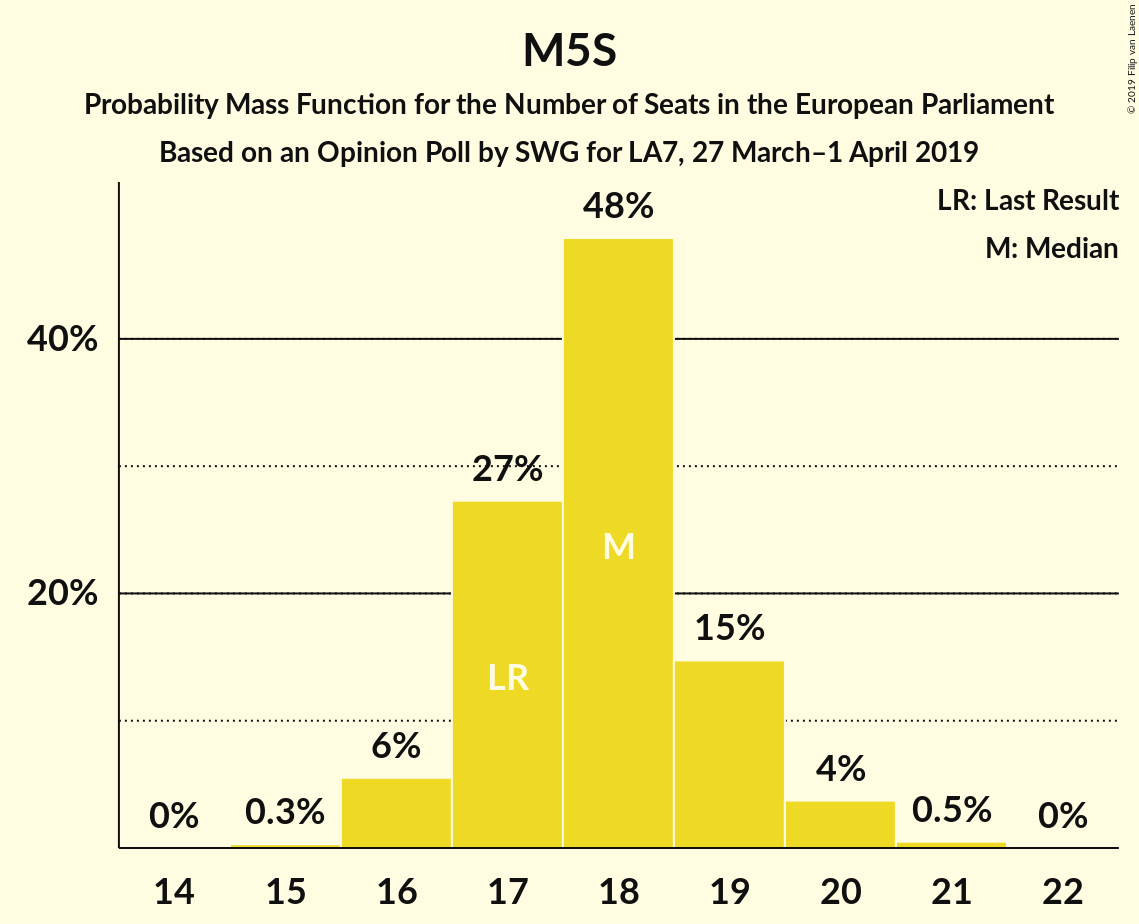 M5S
Probability Mass Function for the Number of Seats in the European Parliament
Based on an Opinion Poll by SWG for LA7, 27 March–1 April 2019
© 2019 Filip van Laenen
LR: Last Result
M: Median
40%
20%
0%
0.3%
6%
27%
48%
15%
4%
0.5%
0%
LR
M
14 15 16 17 18 19 20 21 22